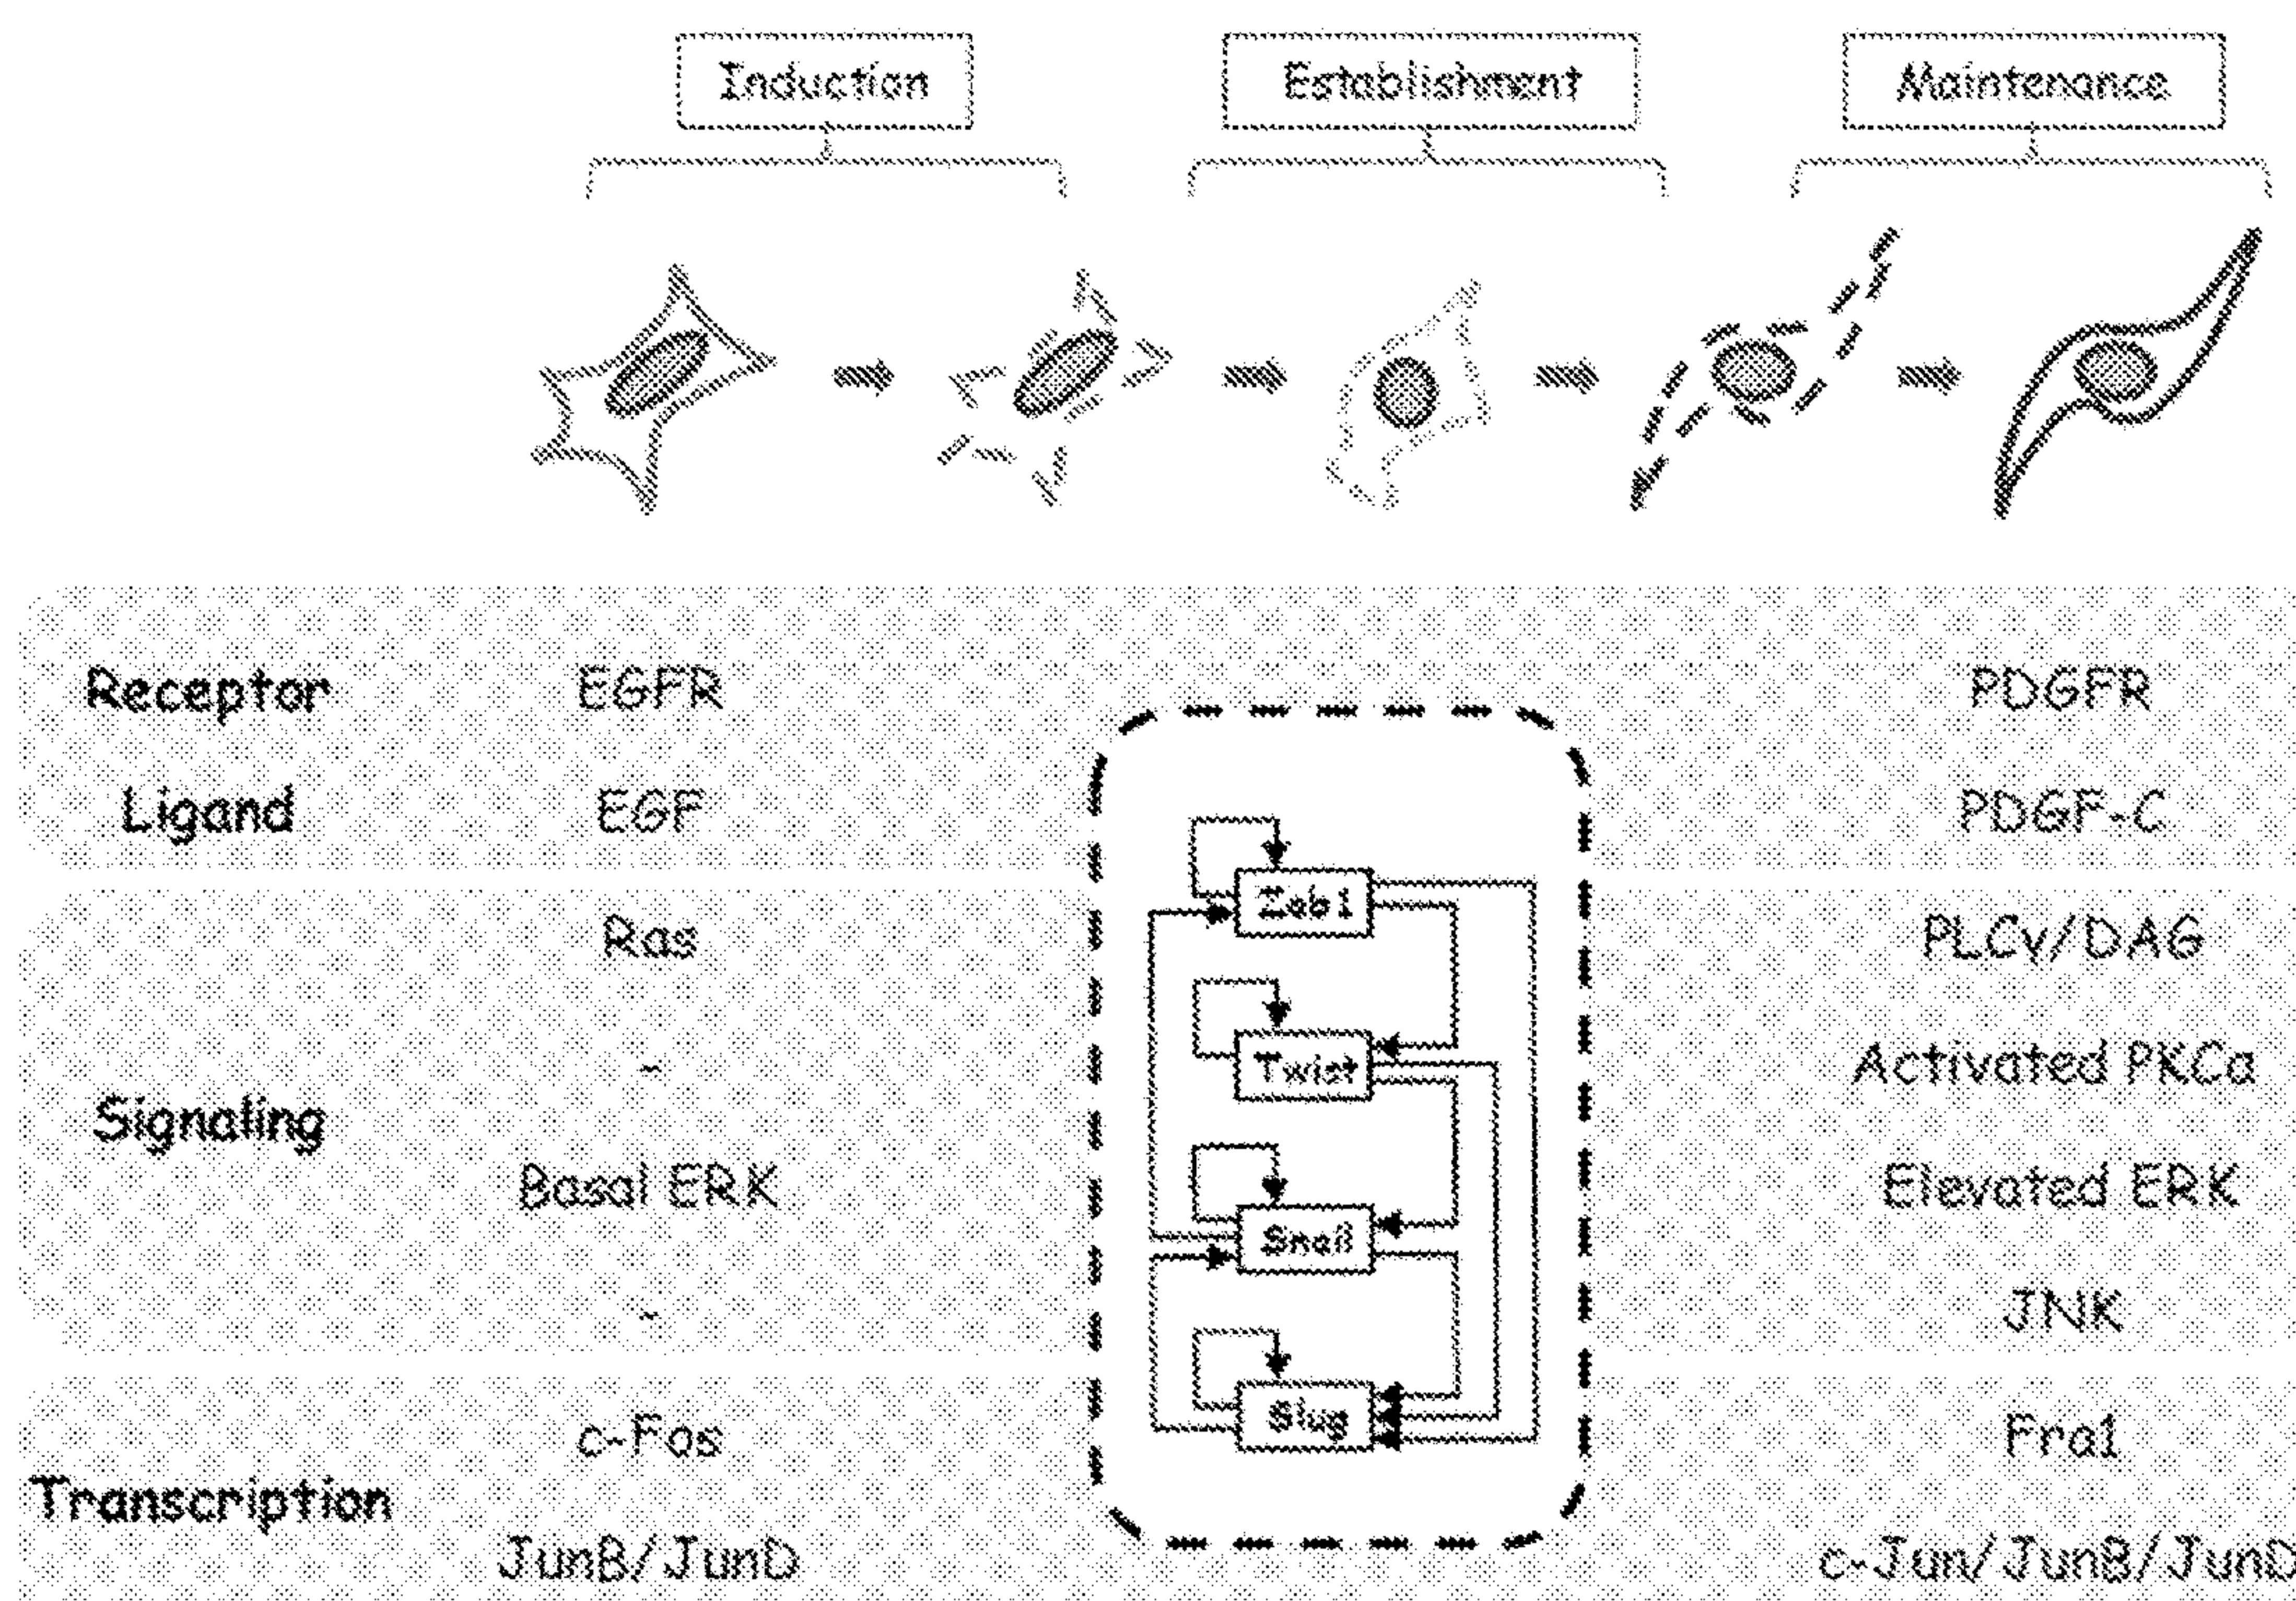 Induction
Establishment
Maintenance
Receptor
EGFR
PDGFR
Ligand
EGF
PDGF-C
Signaling
Ras
PLCγ/DAG
-
Activated PKCα
Basal ERK
Elevated ERK
-
JNK
Transcription
c-Fos
Fra1
JunB/JunD
c-Jun/JunB/JunD
Zeb1
Twist
Snail
Slug